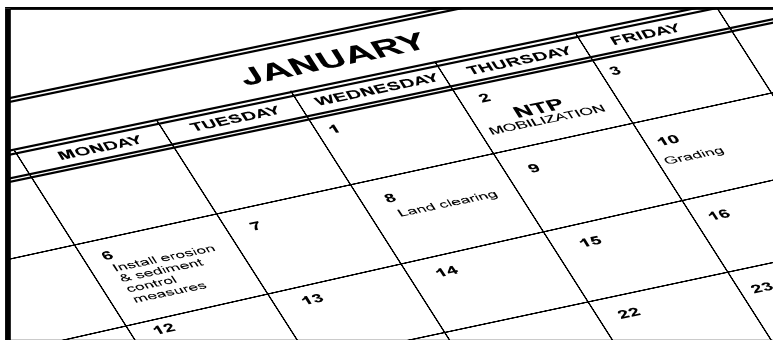 JANUARY
MONDAY
TUESDAY
WEDNESDAY
THURSDAY
FRIDAY
1
2
NTP
MOBILIZATION
3
6
Install erosion
& sediment
control
measures
7
8
Land clearing
9
10
Grading
12
13
14
15
16
22
23